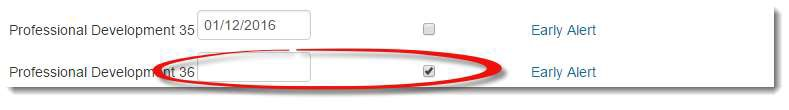 Professional Development 35 01/12/2016 Early Alert
Professional Development 36 Early Alert